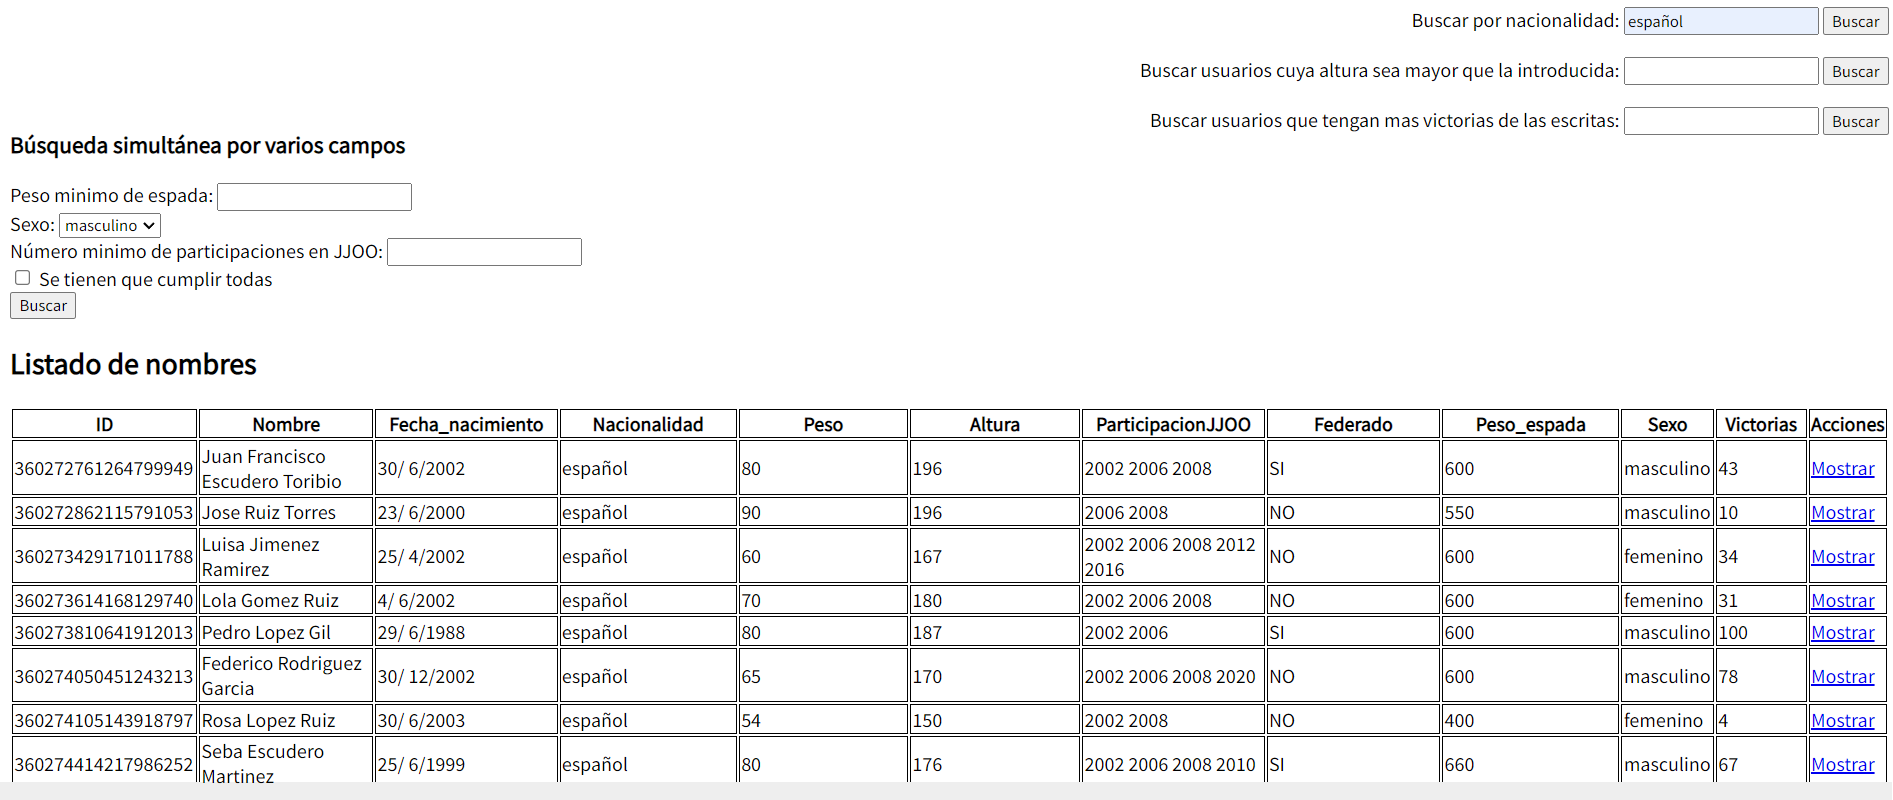 Buscar por nacionalidad: español Buscar
Buscar usuarios cuya altura sea mayor que la introducida: Buscar
Buscar usuarios que tengan mas victorias de las escritas: Buscar
Búsqueda simultánea por varios campos
Peso minimo de espada:
Sexo: masculino
Número minimo de participaciones en JJOO:
Se tienen que cumplir todas
Buscar
Listado de nombres
ID Nombre Fecha_nacimiento Nacionalidad Peso Altura ParticipacionJJOO Federado Peso_espada Sexo Victorias Acciones
360272761264799949 Juan Francisco Escudero Toribio 30/ 6/2002 español 80 196 2002 2006 2008 SI 600 masculino 43 Mostrar
360272862115791053 Jose Ruiz Torres 23/ 6/2000 español 90 196 2006 2008 NO 550 masculino 10 Mostrar
360273429171011788 Luisa Jimenez Ramirez 25/ 4/2002 español 60 167 2002 2006 2008 2012 2016 NO 600 femenino 34 Mostrar
360273614168129740 Lola Gomez Ruiz 4/ 6/2002 español 70 180 2002 2006 2008 NO 600 femenino 31 Mostrar
360273810641912013 Pedro Lopez Gil 29/ 6/1988 español 80 187 2002 2006 SI 600 masculino 100 Mostrar
360274050451243213 Federico Rodriguez Garcia 30/ 12/2002 español 65 170 2002 2006 2008 2020 NO 600 masculino 78 Mostrar
360274105143918797 Rosa Lopez Ruiz 30/ 6/2003 español 54 150 2002 2008 NO 400 femenino 4 Mostrar
360274414217986252 Seba Escudero Martinez 25/ 6/1999 español 80 176 2002 2006 2008 2010 SI 660 masculino 67 Mostrar